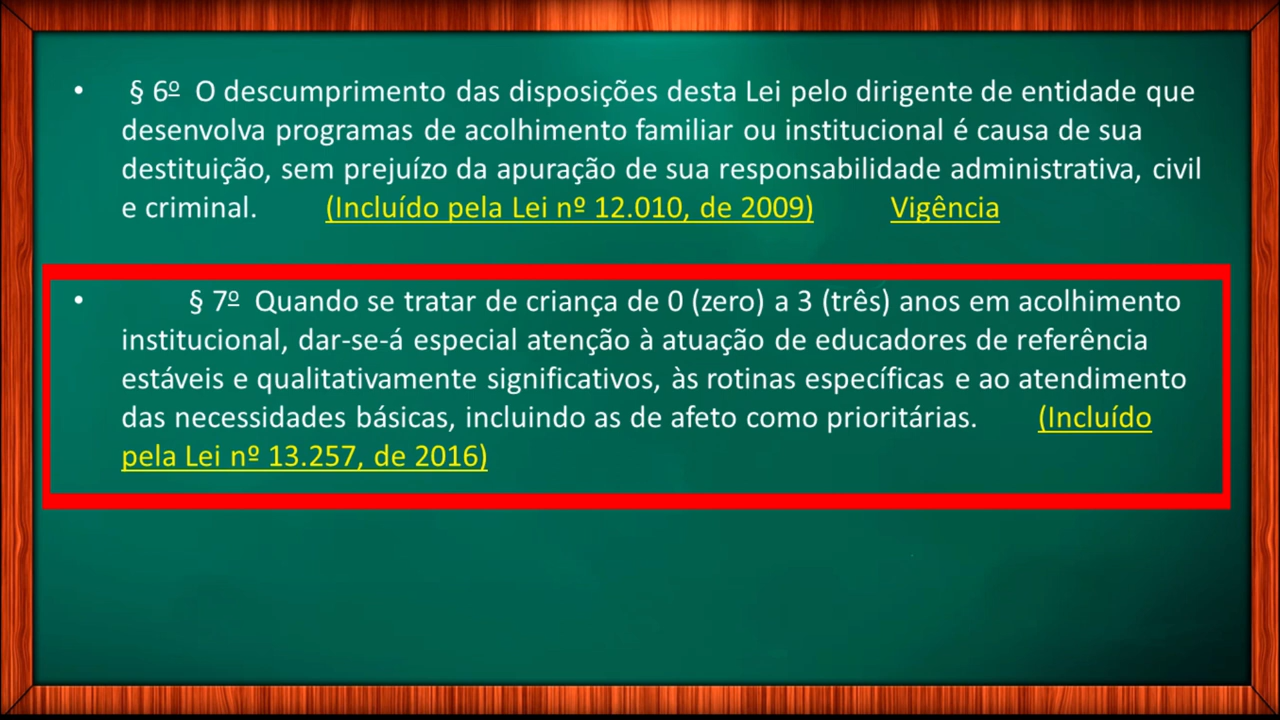 • § 6º O descumprimento das disposições desta Lei pelo dirigente de entidade que
desenvolva programas de acolhimento familiar ou institucional é causa de sua
destituição, sem prejuízo da apuração de sua responsabilidade administrativa, civil
e criminal. (Incluído pela Lei nº 12.010, de 2009) Vigência
• § 7º Quando se tratar de criança de 0 (zero) a 3 (três) anos em acolhimento
institucional, dar-se-á especial atenção à atuação de educadores de referência
estáveis e qualitativamente significativos, às rotinas específicas e ao atendimento
das necessidades básicas, incluindo as de afeto como prioritárias. (Incluído
pela Lei nº 13.257, de 2016)